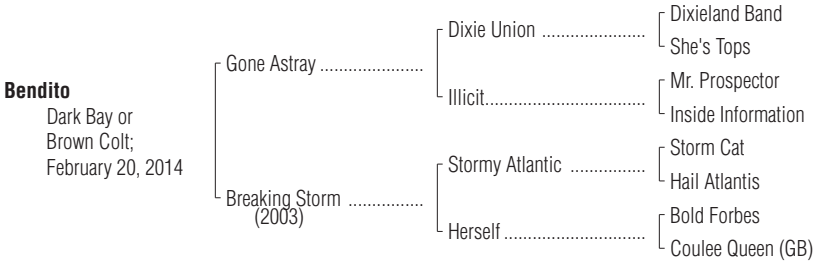 Dixieland Band
Dixie Union ......................
She's Tops
Gone Astray ......................
Mr. Prospector
Illicit..................................
Inside Information
Bendito
Dark Bay or
Brown Colt;
February 20, 2014
Storm Cat
Stormy Atlantic ................
Hail Atlantis
Breaking Storm ................
(2003)
Bold Forbes
Herself ..............................
Coulee Queen (GB)